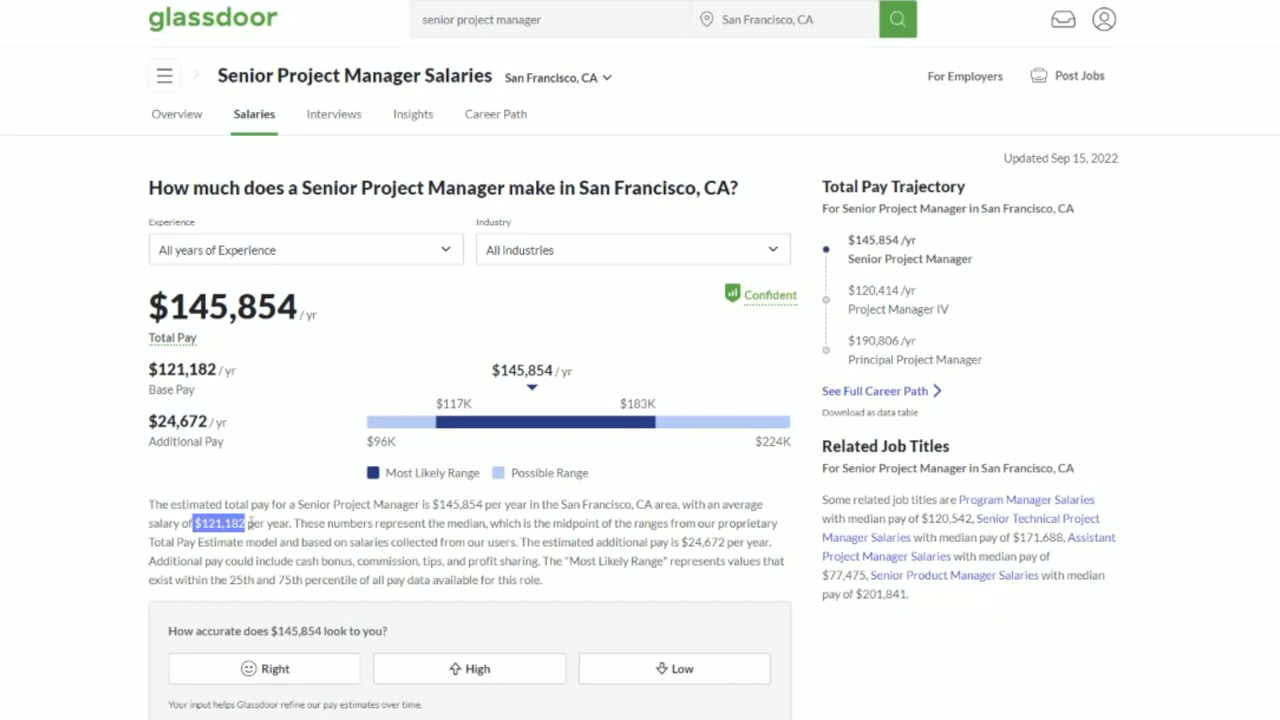 glassdoor
senior project manager
San Francisco, CA
Senior Project Manager Salaries
San Francisco, CA
For Employers
Post Jobs
Overview
Salaries
Interviews
Insights
Career Path
Updated Sep 15, 2022
How much does a Senior Project Manager make in San Francisco, CA?
Experience
Industry
All years of Experience
All Industries
$145,854 / yr
Confident
Total Pay
$121,182 / yr
Base Pay
$24,672 / yr
Additional Pay
$145,854 / yr
$117K
$183K
$96K
$224K
Most Likely Range
Possible Range
The estimated total pay for a Senior Project Manager is $145,854 per year in the San Francisco, CA area, with an average
salary of $121,182 per year. These numbers represent the median, which is the midpoint of the ranges from our proprietary
Total Pay Estimate model and based on salaries collected from our users. The estimated additional pay is $24,672 per year.
Additional pay could include cash bonus, commission, tips, and profit sharing. The "Most Likely Range" represents values that
exist within the 25th and 75th percentile of all pay data available for this role.
How accurate does $145,854 look to you?
Right
High
Low
Your input helps Glassdoor refine our pay estimates over time.
Total Pay Trajectory
For Senior Project Manager in San Francisco, CA
$145,854 /yr
Senior Project Manager
$120,414 /yr
Project Manager IV
$190,806 /yr
Principal Project Manager
See Full Career Path
Download as data table
Related Job Titles
For Senior Project Manager in San Francisco, CA
Some related job titles are Program Manager Salaries
with median pay of $120,542, Senior Technical Project
Manager Salaries with median pay of $171,688, Assistant
Project Manager Salaries with median pay of
$77,475, Senior Product Manager Salaries with median
pay of $201,841.